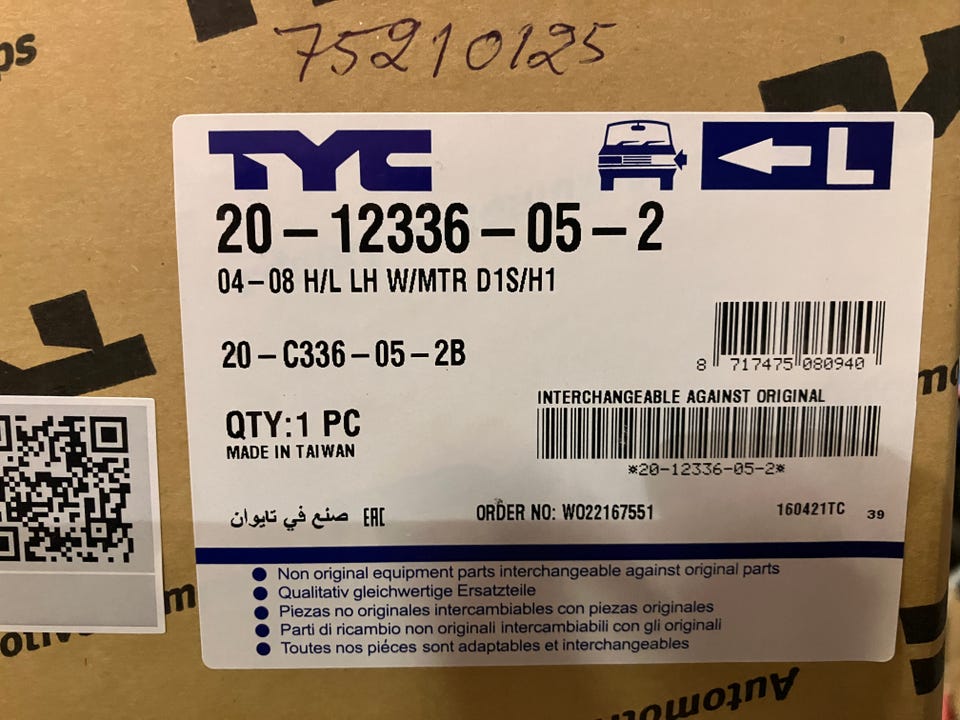 ps
75210125
TYC
L
20-12336-05-2
04-08 H/L LH W/MTR D1S/H1
20-C336-05-2B
8 717475 080940
INTERCHANGEABLE AGAINST ORIGINAL
QTY:1 PC
MADE IN TAIWAN
*20-12336-05-2*
صنع في تايوان EAC ORDER NO: WO22167551 160421TC 39
Non original equipment parts interchangeable against original parts
Qualitativ gleichwertige Ersatzteile
Piezas no originales intercambiables con piezas originales
Parti di ricambio non originali intercambiabili con gli originali
Toutes nos piéces sont adaptables et interchangeables